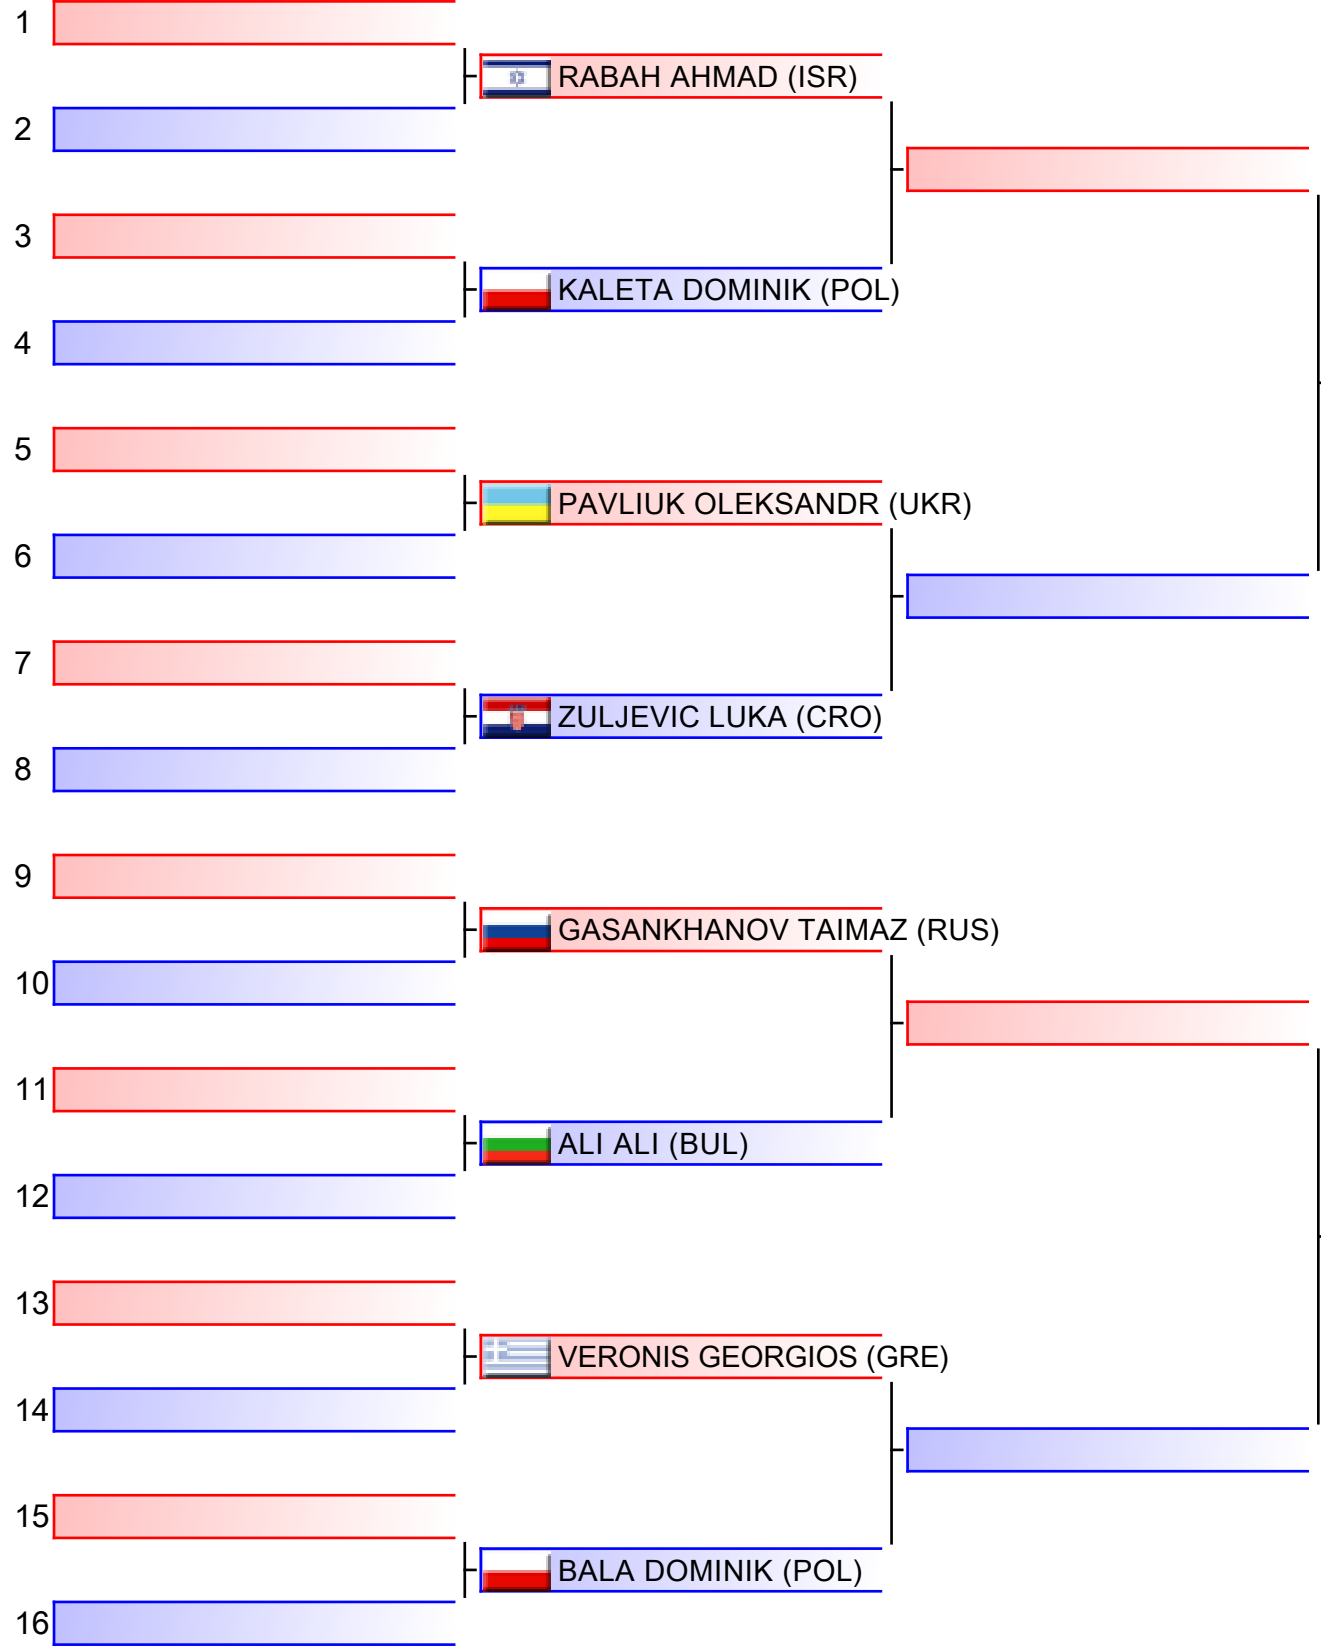 1
RABAH AHMAD (ISR)
2
3
KALETA DOMINIK (POL)
4
5
PAVLIUK OLEKSANDR (UKR)
6
7
ZULJEVIC LUKA (CRO)
8
9
GASANKHANOV TAIMAZ (RUS)
10
11
ALI ALI (BUL)
12
13
VERONIS GEORGIOS (GRE)
14
15
BALA DOMINIK (POL)
16